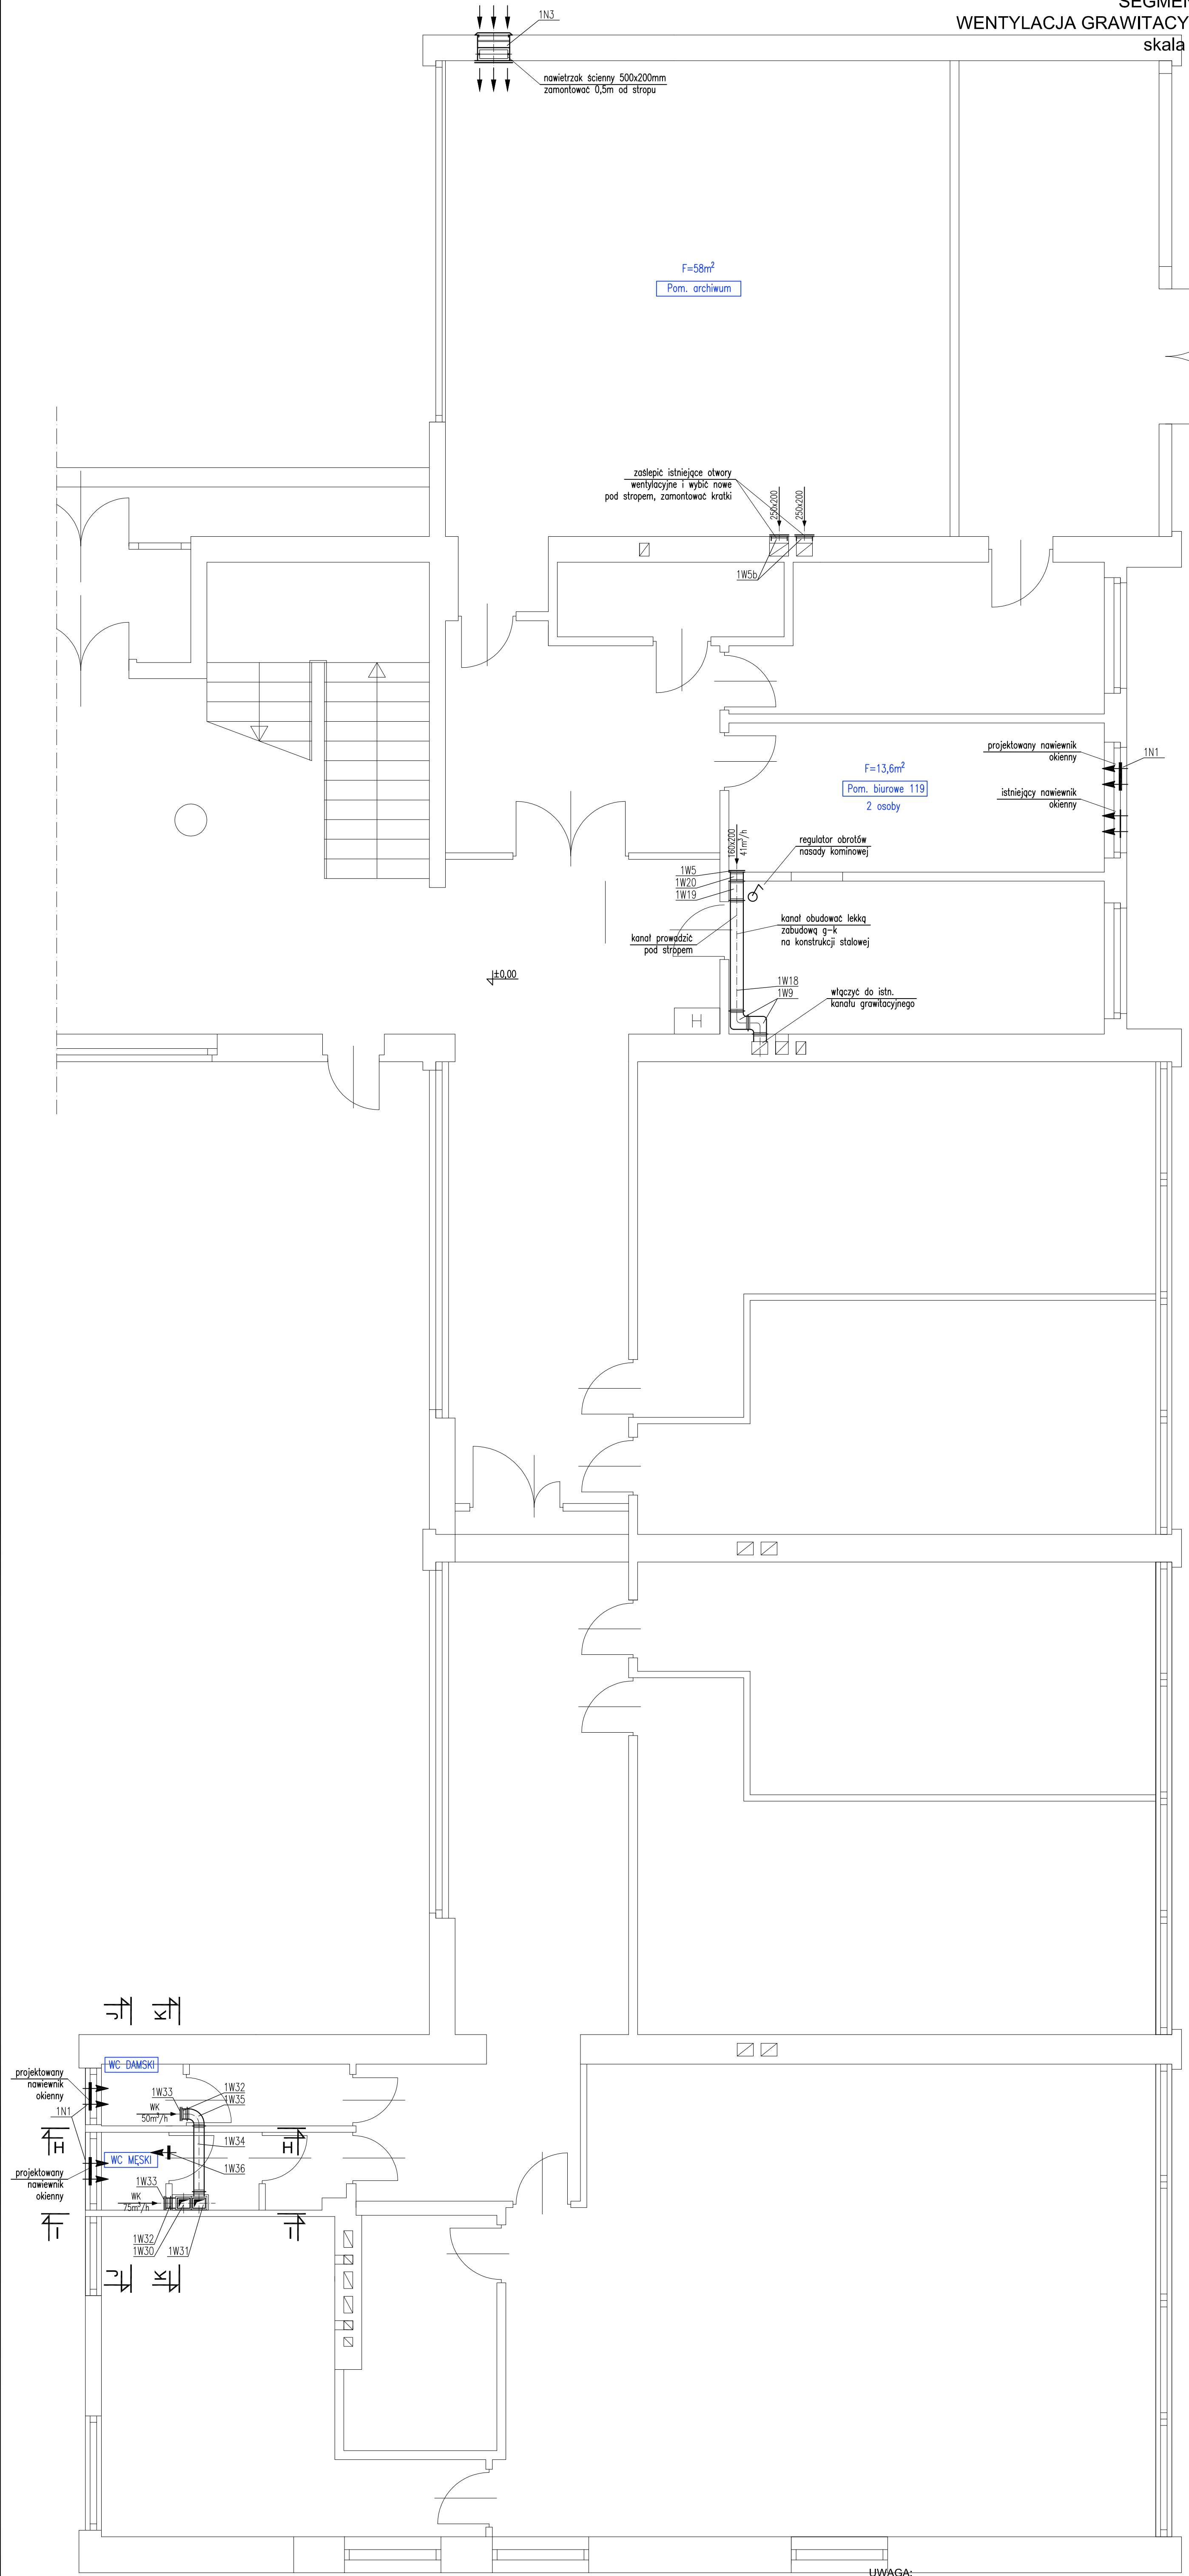 SEGMEN
WENTYLACJA GRAWITACY
skala
1N3
nawietrzak ścienny 500x200mm
zamontować 0,5m od stropu
F=58m²
Pom. archiwum
zaślepić istniejące otwory
wentylacyjne i wybić nowe
pod stropem, zamontować kratki
250x200
250x200
1W5b
projektowany nawiewnik
okienny
1N1
F=13,6m²
Pom. biurowe 119
2 osoby
istniejący nawiewnik
okienny
160x200
41m³/h
regulator obrotów
nasady kominowej
1W5
1W20
1W19
kanał obudować lekką
zabudową g-k
na konstrukcji stalowej
kanał prowadzić
pod stropem
±0,00
1W18
1W9
włączyć do istn.
kanału grawitacyjnego
H
J
K
WC DAMSKI
projektowany
nawiewnik
okienny
1W33
1W32
1W35
WK
50m³/h
1N1
H
H
1W34
WC MĘSKI
1W36
projektowany
nawiewnik
okienny
1W33
WK
75m³/h
I
I
1W32
1W30
1W31
J
K
UWAGA: